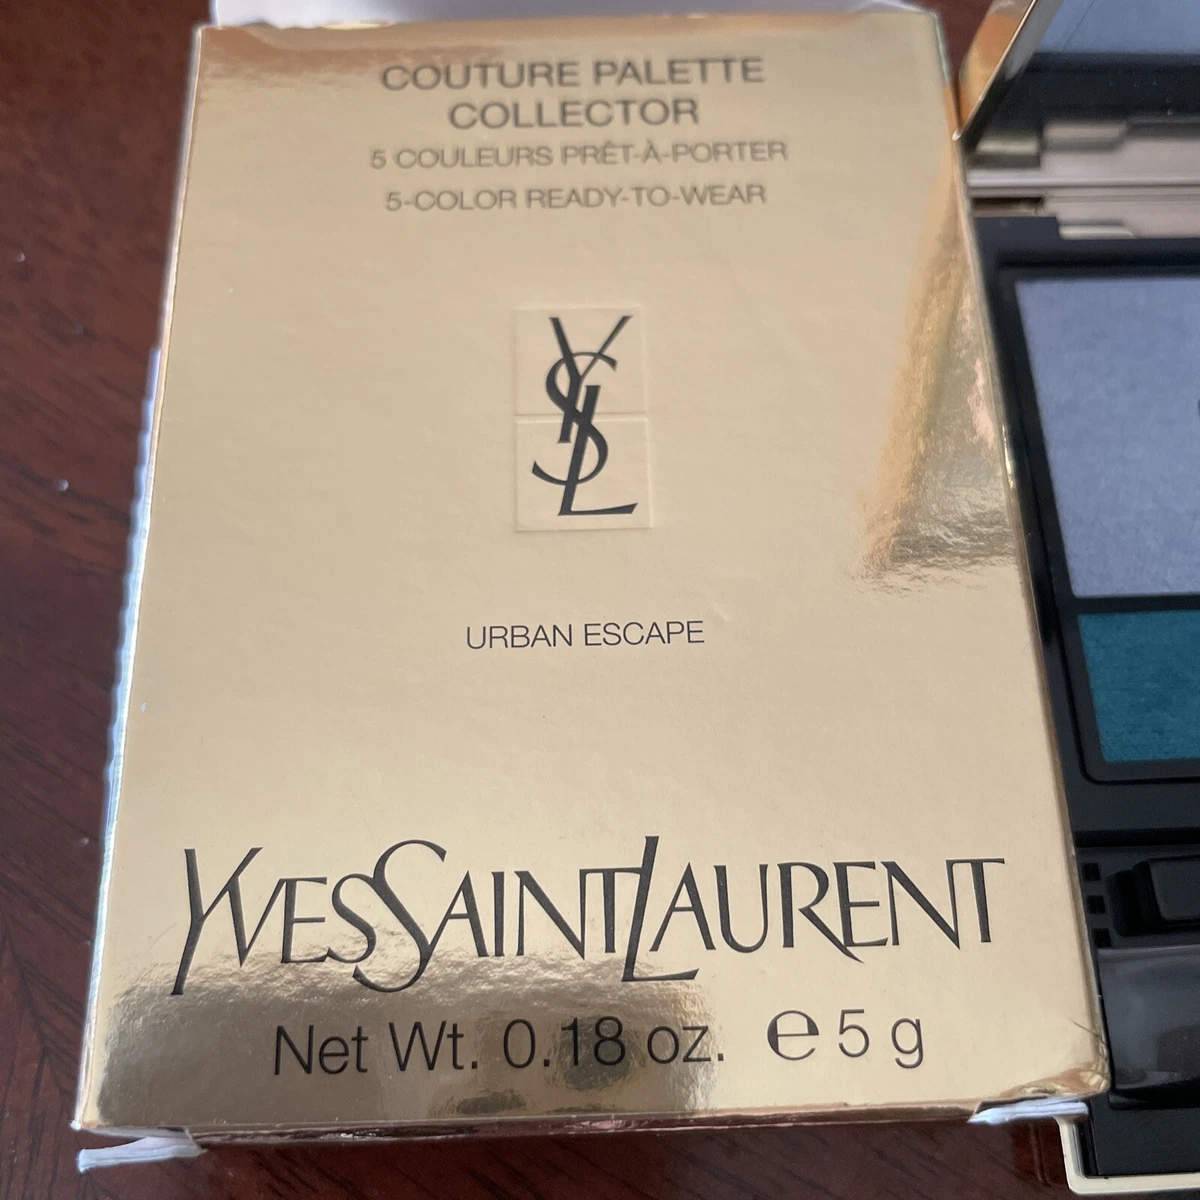 COUTURE PALETTE
COLLECTOR
5 COULEURS PRÊT-À-PORTER
5-COLOR READY-TO-WEAR
YSL
URBAN ESCAPE
YVESSAINTLAURENT
Net Wt. 0.18 oz. ℮ 5 g